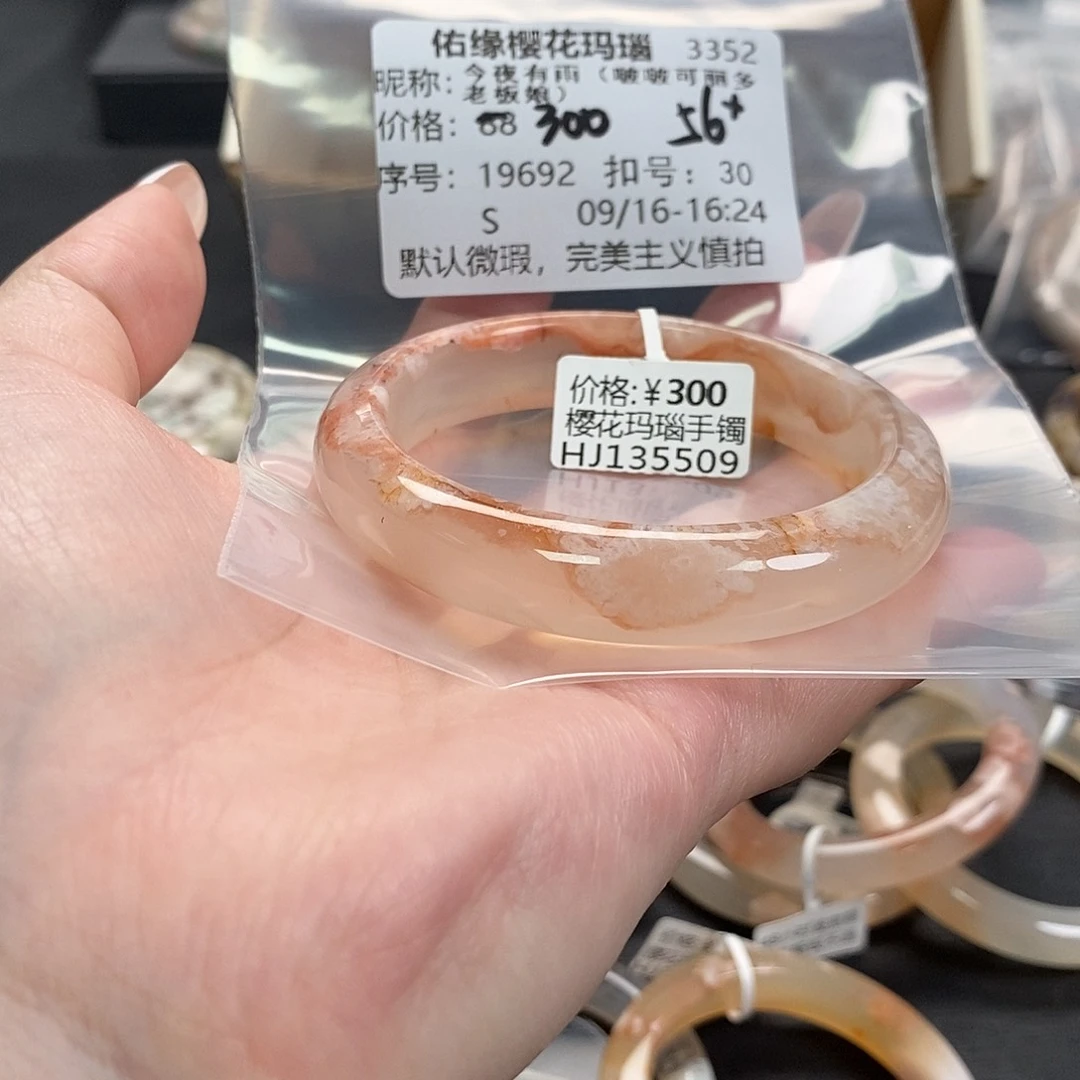 佑缘樱花玛瑙 3352
昵称：今夜有雨（啵啵可丽多
老板娘）
价格：68 300 56+
序号：19692 扣号：30
S 09/16-16:24
默认微瑕，完美主义慎拍
价格:¥300
樱花玛瑙手镯
HJ135509